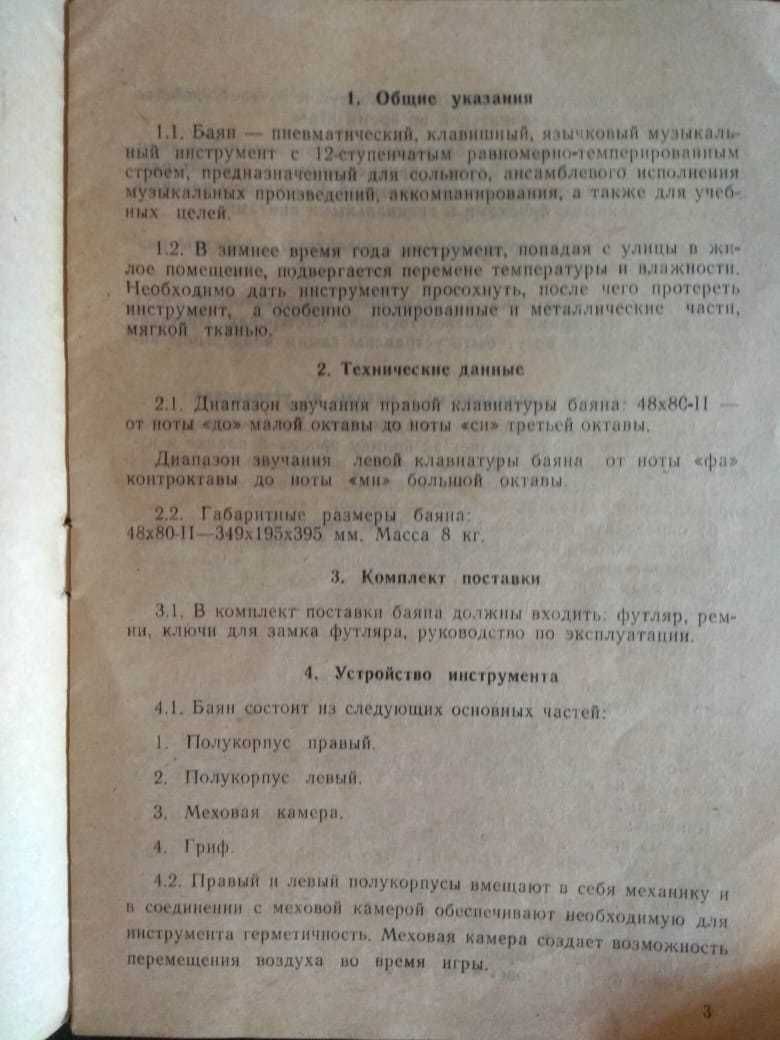 1. Общие указания
1.1. Баян — пневматический, клавишный, язычковый музыкаль-
ный инструмент с 12-ступенчатым равномерно-темперированным
строем, предназначенный для сольного, ансамблевого исполнения
музыкальных произведений, аккомпанирования, а также для учеб-
ных целей.
1.2. В зимнее время года инструмент, попадая с улицы в жи-
лое помещение, подвергается перемене температуры и влажности.
Необходимо дать инструменту просохнуть, после чего протереть
инструмент, а особенно полированные и металлические части,
мягкой тканью.
2. Технические данные
2.1. Диапазон звучания правой клавиатуры баяна: 48х80-II —
от ноты «до» малой октавы до ноты «си» третьей октавы.
Диапазон звучания левой клавиатуры баяна от ноты «фа»
контроктавы до ноты «ми» большой октавы.
2.2. Габаритные размеры баяна:
48х80-II—349х195х395 мм. Масса 8 кг.
3. Комплект поставки
3.1. В комплект поставки баяна должны входить: футляр, рем-
ни, ключи для замка футляра, руководство по эксплуатации.
4. Устройство инструмента
4.1. Баян состоит из следующих основных частей:
1. Полукорпус правый.
2. Полукорпус левый.
3. Меховая камера.
4. Гриф.
4.2. Правый и левый полукорпусы вмещают в себя механику и
в соединении с меховой камерой обеспечивают необходимую для
инструмента герметичность. Меховая камера создает возможность
перемещения воздуха во время игры.
3